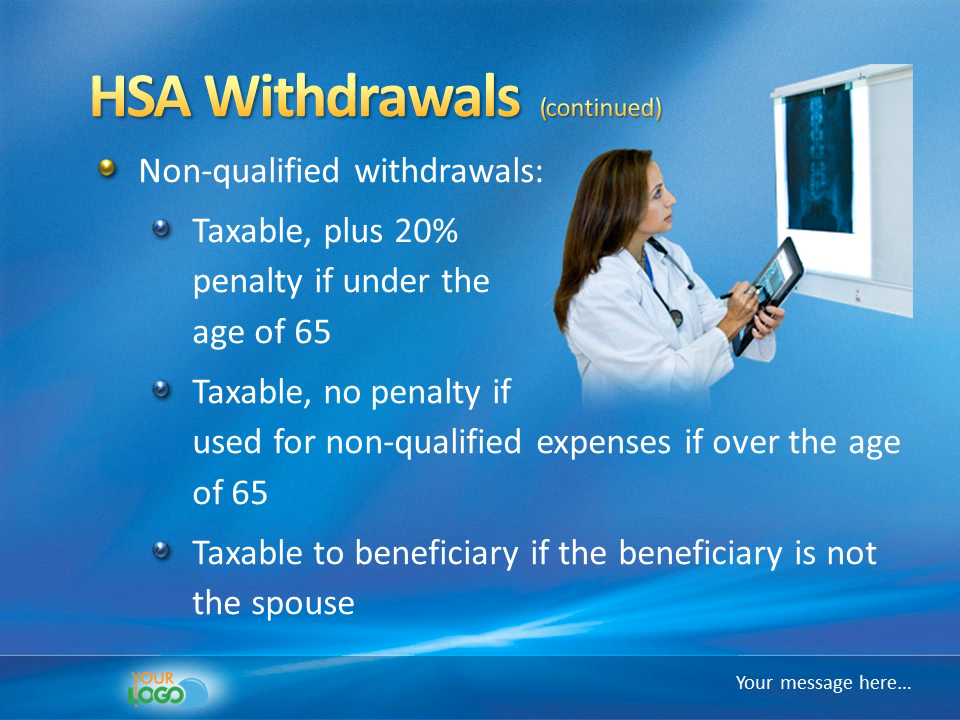 HSA Withdrawals (continued)
Non-qualified withdrawals:
Taxable, plus 20%
penalty if under the
age of 65
Taxable, no penalty if
used for non-qualified expenses if over the age
of 65
Taxable to beneficiary if the beneficiary is not
the spouse
YOUR
LOGO
Your message here...